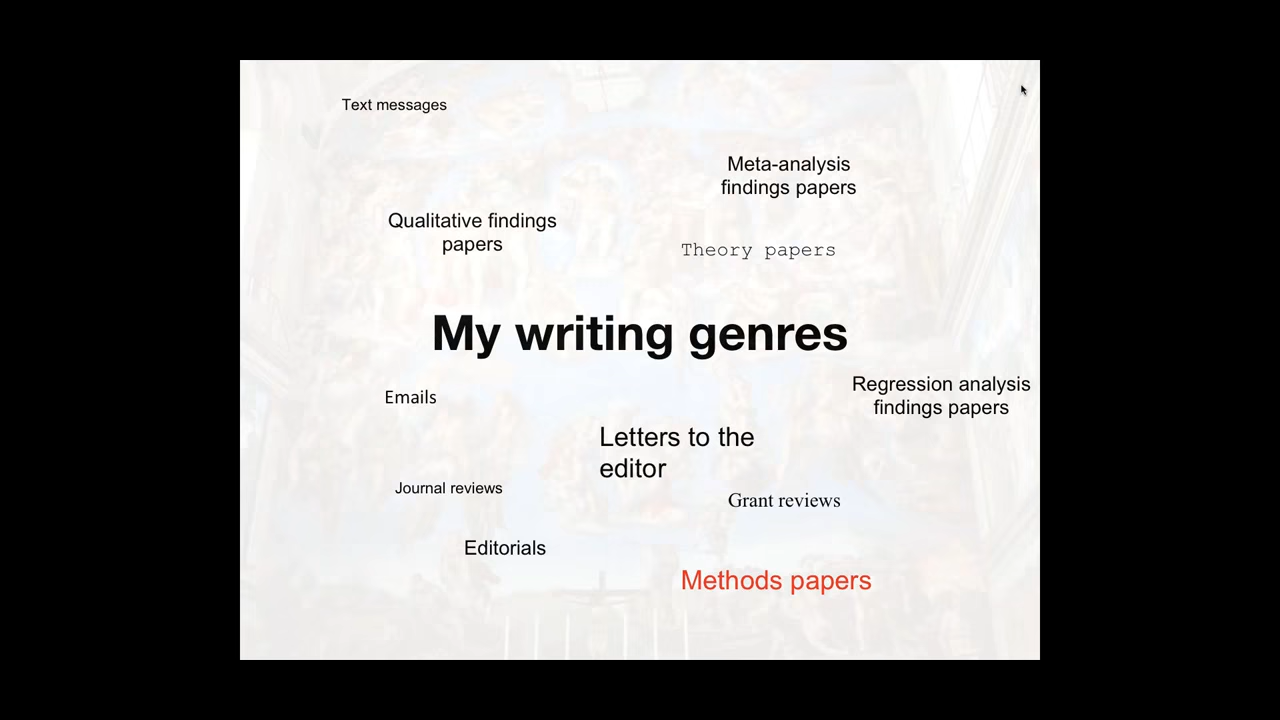 Text messages
Meta-analysis
findings papers
Qualitative findings
papers
Theory papers
My writing genres
Emails
Regression analysis
findings papers
Letters to the
editor
Journal reviews
Grant reviews
Editorials
Methods papers